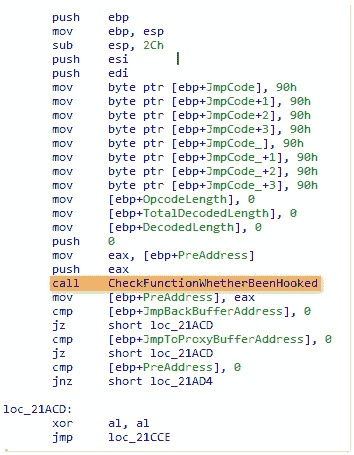 push ebp
mov ebp, esp
sub esp, 2Ch
push esi
push edi
mov byte ptr [ebp+JmpCode], 90h
mov byte ptr [ebp+JmpCode+1], 90h
mov byte ptr [ebp+JmpCode+2], 90h
mov byte ptr [ebp+JmpCode+3], 90h
mov byte ptr [ebp+JmpCode_], 90h
mov byte ptr [ebp+JmpCode_+1], 90h
mov byte ptr [ebp+JmpCode_+2], 90h
mov byte ptr [ebp+JmpCode_+3], 90h
mov [ebp+OpcodeLength], 0
mov [ebp+TotalDecodedLength], 0
mov [ebp+DecodedLength], 0
push 0
mov eax, [ebp+PreAddress]
push eax
call CheckFunctionWhetherBeenHooked
mov [ebp+PreAddress], eax
cmp [ebp+JmpBackBufferAddress], 0
jz short loc_21ACD
cmp [ebp+JmpToProxyBufferAddress], 0
jz short loc_21ACD
cmp [ebp+PreAddress], 0
jnz short loc_21AD4
loc_21ACD:
xor al, al
jmp loc_21CCE